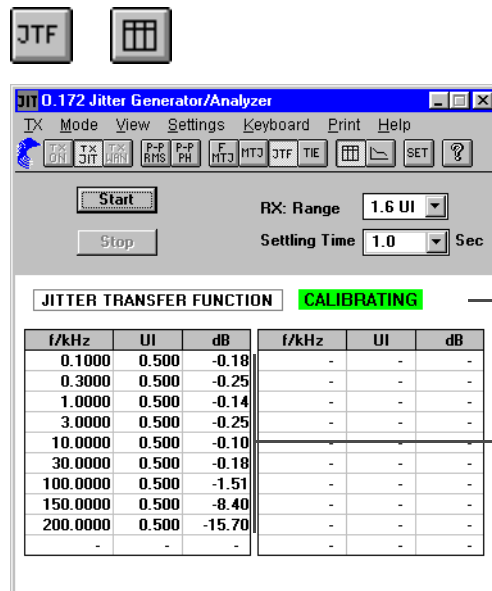 JTF
JIT O.172 Jitter Generator/Analyzer
TX Mode View Settings Keyboard Print Help
TX ON TX JIT TX WAN P-P RMS P-P PH F MTJ MTJ JTF TIE SET ?
Start RX: Range 1.6 UI
Stop Settling Time 1.0 Sec
JITTER TRANSFER FUNCTION CALIBRATING
f/kHz UI dB f/kHz UI dB
0.1000 0.500 -0.18 - - -
0.3000 0.500 -0.25 - - -
1.0000 0.500 -0.14 - - -
3.0000 0.500 -0.25 - - -
10.0000 0.500 -0.10 - - -
30.0000 0.500 -0.18 - - -
100.0000 0.500 -1.51 - - -
150.0000 0.500 -8.40 - - -
200.0000 0.500 -15.70 - - -
- - - - - -